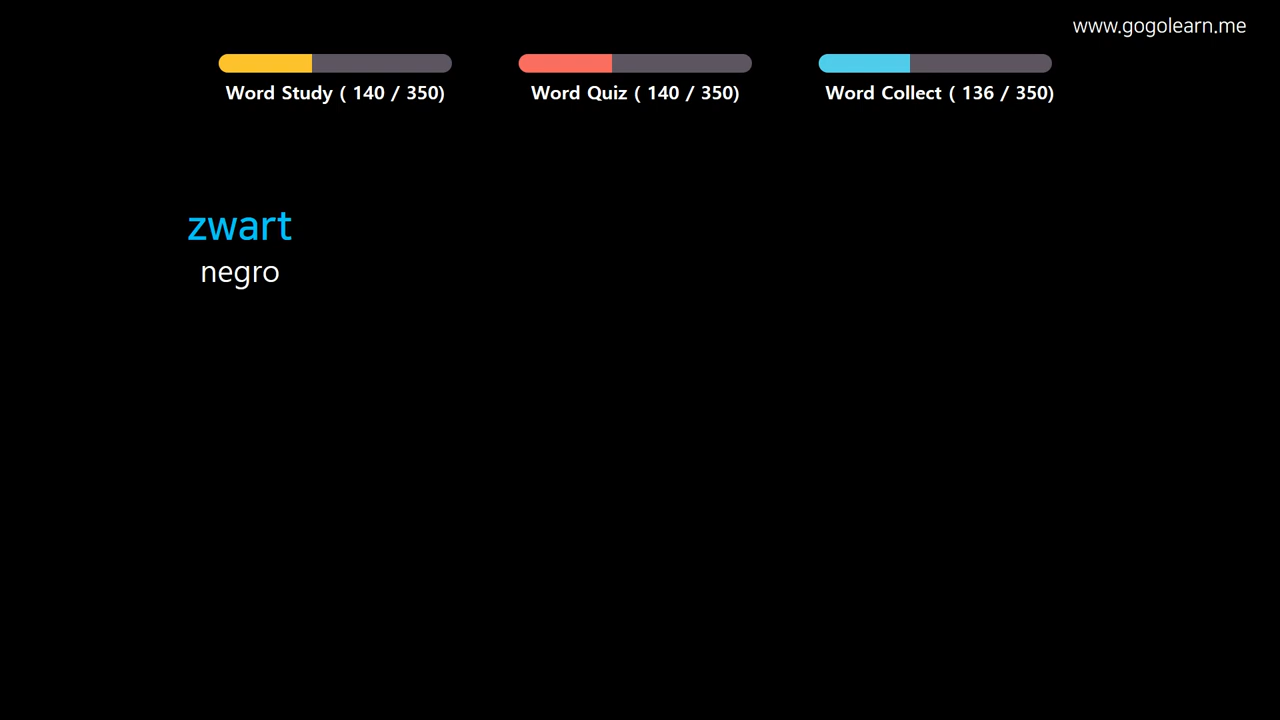 www.gogolearn.me
Word Study ( 140 / 350)
Word Quiz ( 140 / 350)
Word Collect ( 136 / 350)
zwart
negro